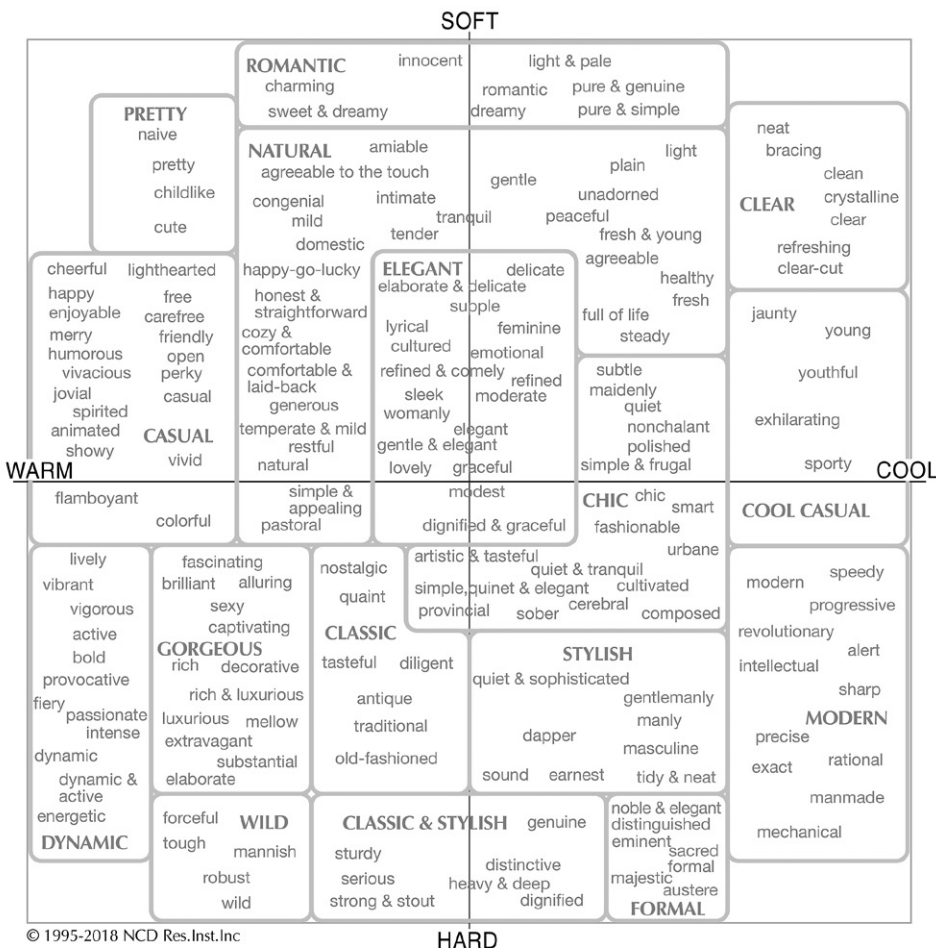 SOFT
ROMANTIC
innocent
light & pale
charming
romantic
pure & genuine
sweet & dreamy
dreamy
pure & simple
PRETTY
naive
pretty
childlike
cute
NATURAL
amiable
light
agreeable to the touch
plain
gentle
congenial
intimate
unadorned
mild
tranquil
peaceful
domestic
tender
fresh & young
happy-go-lucky
agreeable
honest &
straightforward
healthy
fresh
cozy &
comfortable
full of life
steady
comfortable &
laid-back
generous
temperate & mild
restful
natural
simple &
appealing
pastoral
CLEAR
neat
bracing
clean
crystalline
clear
refreshing
clear-cut
cheerful
lighthearted
happy
free
enjoyable
carefree
merry
friendly
humorous
open
vivacious
perky
jovial
casual
spirited
animated
CASUAL
showy
vivid
WARM
flamboyant
colorful
ELEGANT
delicate
elaborate & delicate
supple
lyrical
feminine
cultured
emotional
refined & comely
refined
sleek
moderate
womanly
elegant
gentle & elegant
lovely
graceful
modest
dignified & graceful
subtle
maidenly
quiet
nonchalant
polished
simple & frugal
CHIC
chic
smart
fashionable
urbane
artistic & tasteful
quiet & tranquil
simple,quinet & elegant
cultivated
provincial
sober
cerebral
composed
jaunty
young
youthful
exhilarating
sporty
COOL
COOL CASUAL
lively
vibrant
vigorous
active
bold
provocative
fiery
passionate
intense
dynamic
dynamic &
active
energetic
DYNAMIC
fascinating
brilliant
alluring
sexy
captivating
GORGEOUS
rich
decorative
rich & luxurious
luxurious
mellow
extravagant
substantial
elaborate
nostalgic
quaint
CLASSIC
tasteful
diligent
antique
traditional
old-fashioned
STYLISH
quiet & sophisticated
gentlemanly
manly
dapper
masculine
sound
earnest
tidy & neat
modern
speedy
progressive
revolutionary
alert
intellectual
sharp
MODERN
precise
exact
rational
manmade
mechanical
forceful
WILD
tough
mannish
robust
wild
CLASSIC & STYLISH
genuine
sturdy
distinctive
serious
heavy & deep
strong & stout
dignified
noble & elegant
distinguished
eminent
sacred
formal
majestic
austere
FORMAL
© 1995-2018 NCD Res.Inst.Inc
HARD